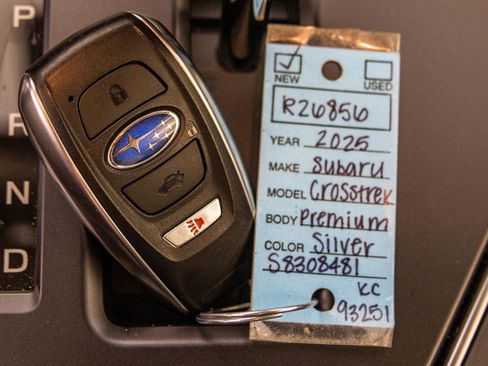 P
R
N
D
NEW
USED
R26856
YEAR 2025
MAKE Subaru
MODEL Crosstrek
BODY Premium
COLOR Silver
S8308481
KC
93251